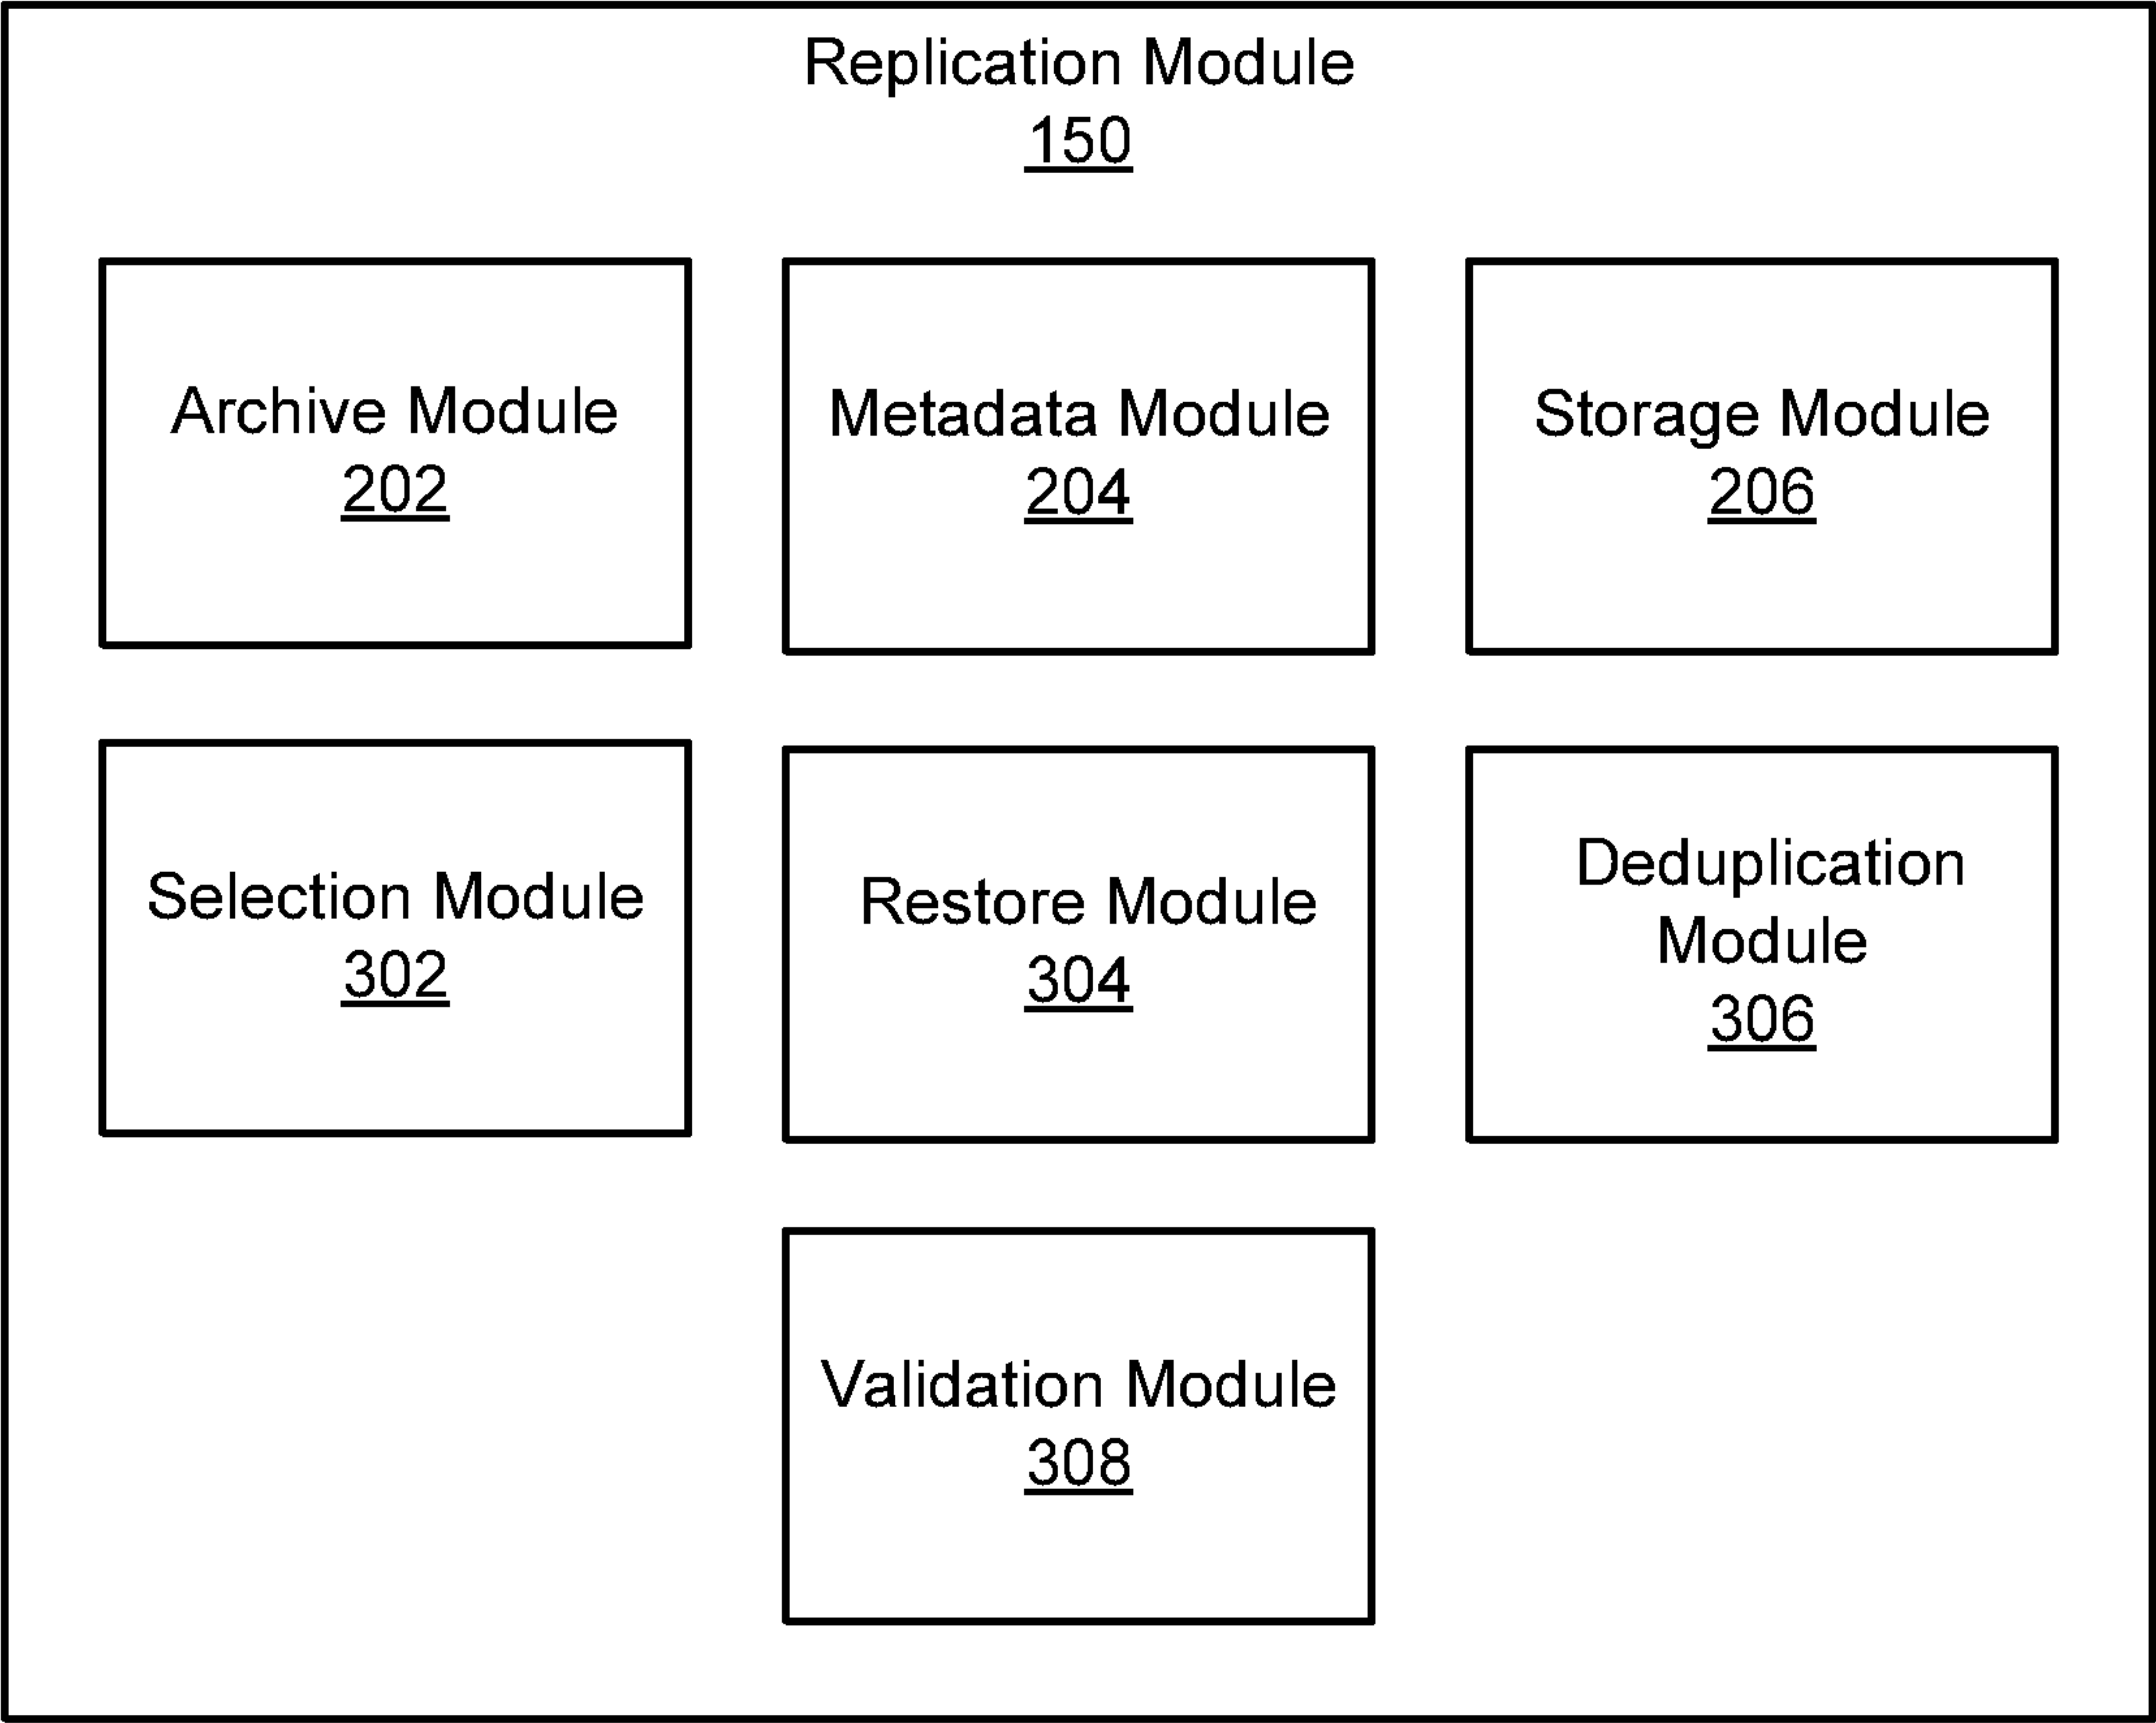 Replication Module
150
Archive Module
202
Metadata Module
204
Storage Module
206
Selection Module
302
Restore Module
304
Deduplication
Module
306
Validation Module
308